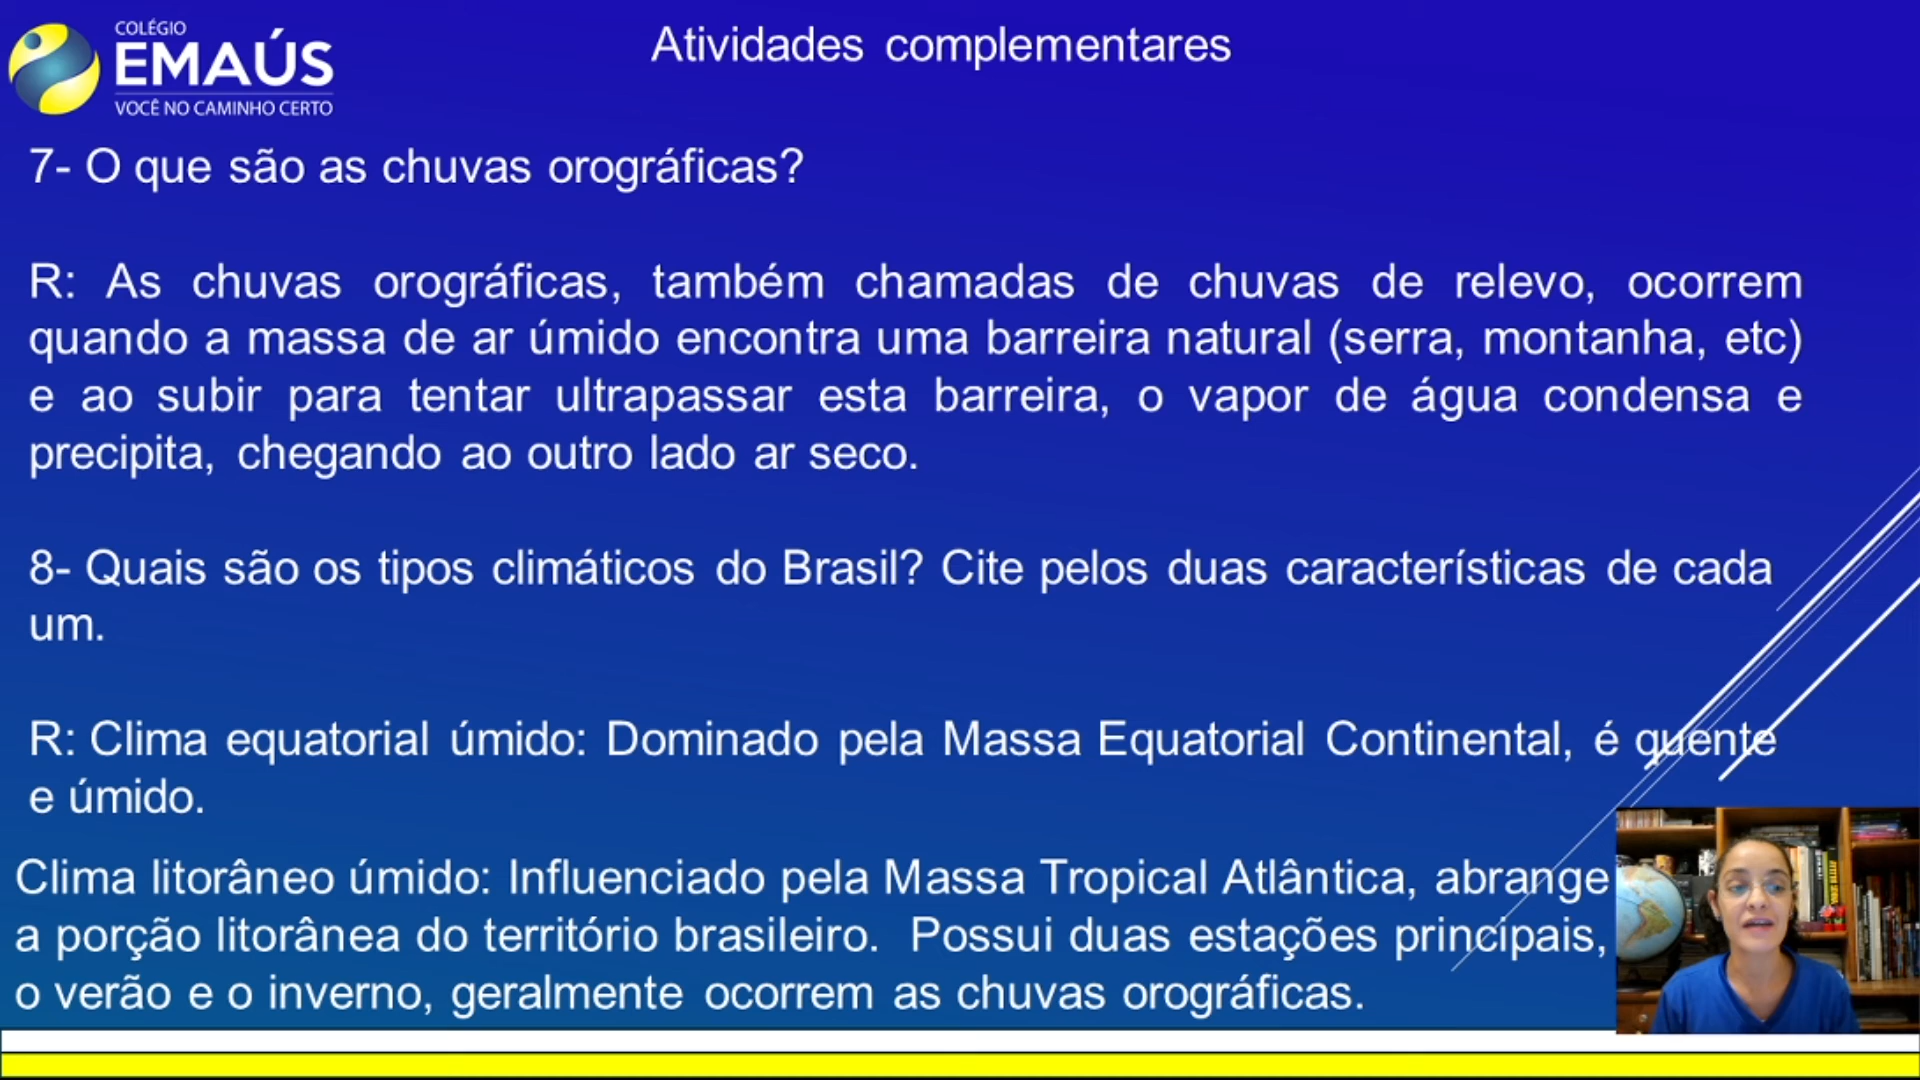 COLÉGIO
EMAÚS
VOCÊ NO CAMINHO CERTO
Atividades complementares
7- O que são as chuvas orográficas?
R: As chuvas orográficas, também chamadas de chuvas de relevo, ocorrem
quando a massa de ar úmido encontra uma barreira natural (serra, montanha, etc)
e ao subir para tentar ultrapassar esta barreira, o vapor de água condensa e
precipita, chegando ao outro lado ar seco.
8- Quais são os tipos climáticos do Brasil? Cite pelos duas características de cada
um.
R: Clima equatorial úmido: Dominado pela Massa Equatorial Continental, é quente
e úmido.
Clima litorâneo úmido: Influenciado pela Massa Tropical Atlântica, abrange
a porção litorânea do território brasileiro. Possui duas estações principais,
o verão e o inverno, geralmente ocorrem as chuvas orográficas.